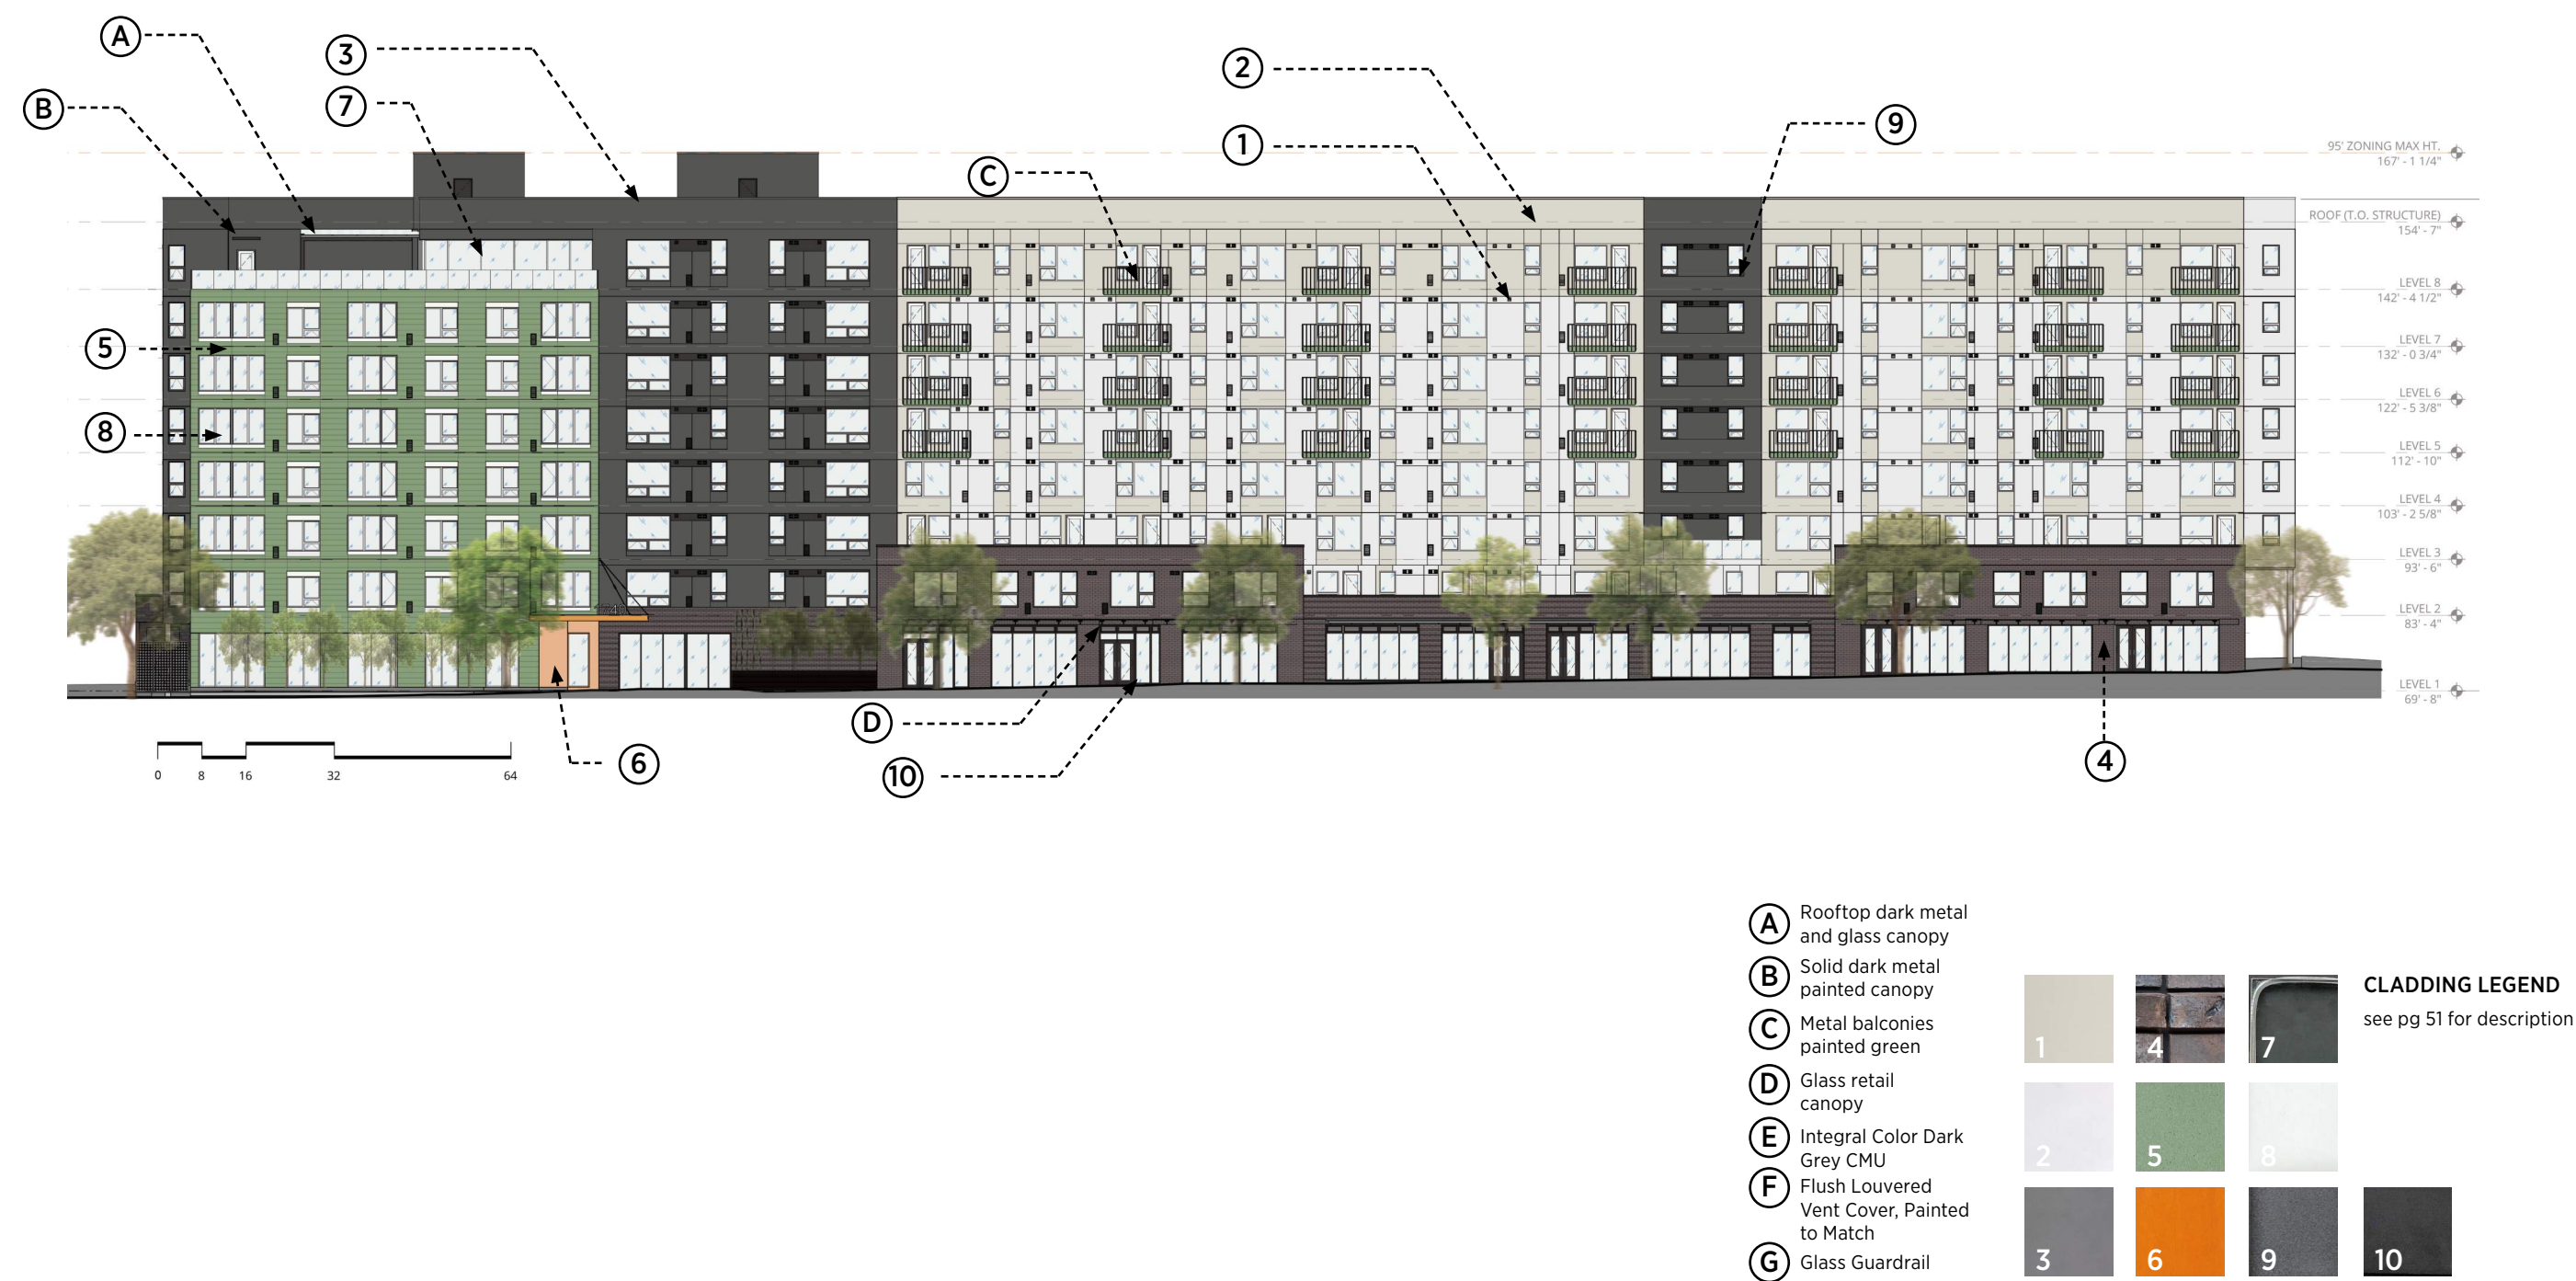 A
3
2
7
B
9
1
C
95' ZONING MAX HT.
167' - 1 1/4"
ROOF (T.O. STRUCTURE)
154' - 7"
LEVEL 8
142' - 4 1/2"
5
LEVEL 7
132' - 0 3/4"
LEVEL 6
122' - 5 3/8"
8
LEVEL 5
112' - 10"
LEVEL 4
103' - 2 5/8"
LEVEL 3
93' - 6"
LEVEL 2
83' - 4"
LEVEL 1
69' - 8"
D
6
10
4
0 8 16 32 64
A Rooftop dark metal
and glass canopy
B Solid dark metal
painted canopy
C Metal balconies
painted green
D Glass retail
canopy
E Integral Color Dark
Grey CMU
F Flush Louvered
Vent Cover, Painted
to Match
G Glass Guardrail
CLADDING LEGEND
see pg 51 for description
1 4 7
2 5 8
3 6 9 10